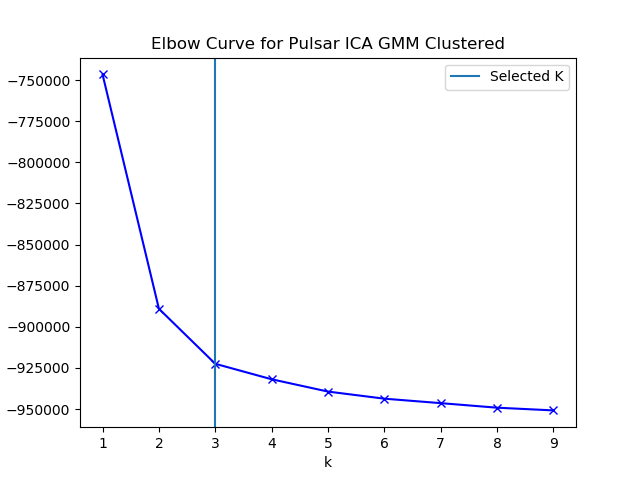 Elbow Curve for Pulsar ICA GMM Clustered
Selected K
−750000
−775000
−800000
−825000
−850000
−875000
−900000
−925000
−950000
1 2 3 4 5 6 7 8 9
k